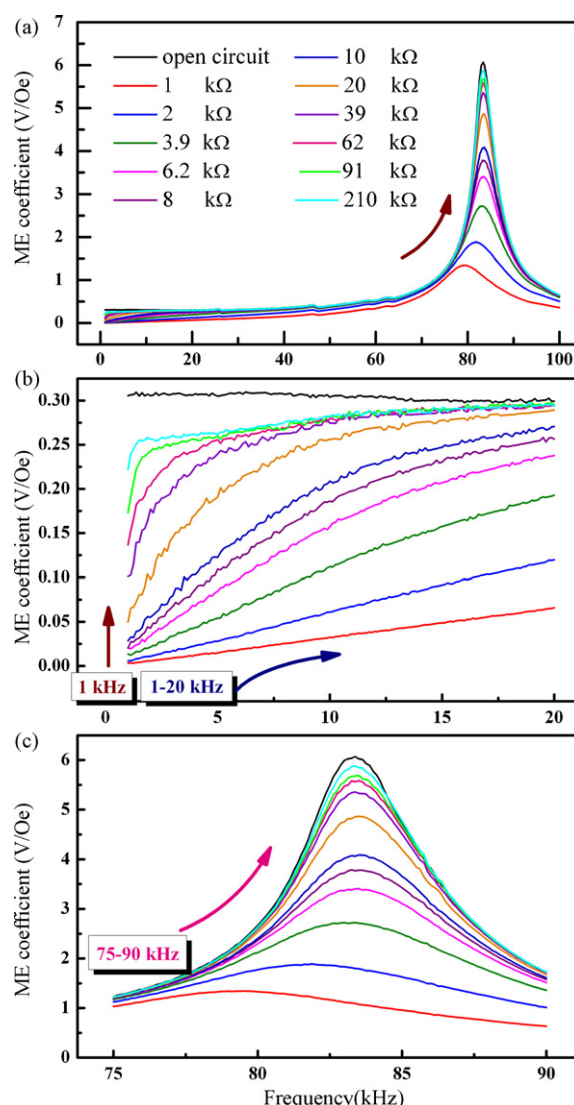 (a)
ME coefficient (V/Oe)
7
6
5
4
3
2
1
0
open circuit
1 kΩ
2 kΩ
3.9 kΩ
6.2 kΩ
8 kΩ
10 kΩ
20 kΩ
39 kΩ
62 kΩ
91 kΩ
210 kΩ
0 20 40 60 80 100
(b)
ME coefficient (V/Oe)
0.30
0.25
0.20
0.15
0.10
0.05
0.00
1 kHz
1-20 kHz
0 5 10 15 20
(c)
ME coefficient (V/Oe)
6
5
4
3
2
1
0
75-90 kHz
75 80 85 90
Frequency(kHz)